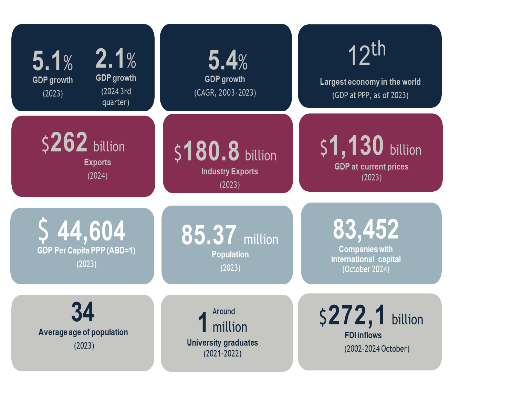 5.1%
GDP growth
(2023)
2.1%
GDP growth
(2024 3rd
quarter)
5.4%
GDP growth
(CAGR, 2003-2023)
12th
Largest economy in the world
(GDP at PPP, as of 2023)
$262 billion
Exports
(2024)
$180.8 billion
Industry Exports
(2023)
$1,130 billion
GDP at current prices
(2023)
$ 44,604
GDP Per Capita PPP (ABD=1)
(2023)
85.37 million
Population
(2023)
83,452
Companies with
international capital
(October 2024)
34
Average age of population
(2023)
Around
1 million
University graduates
(2021-2022)
$272,1 billion
FDI inflows
(2002-2024 October)